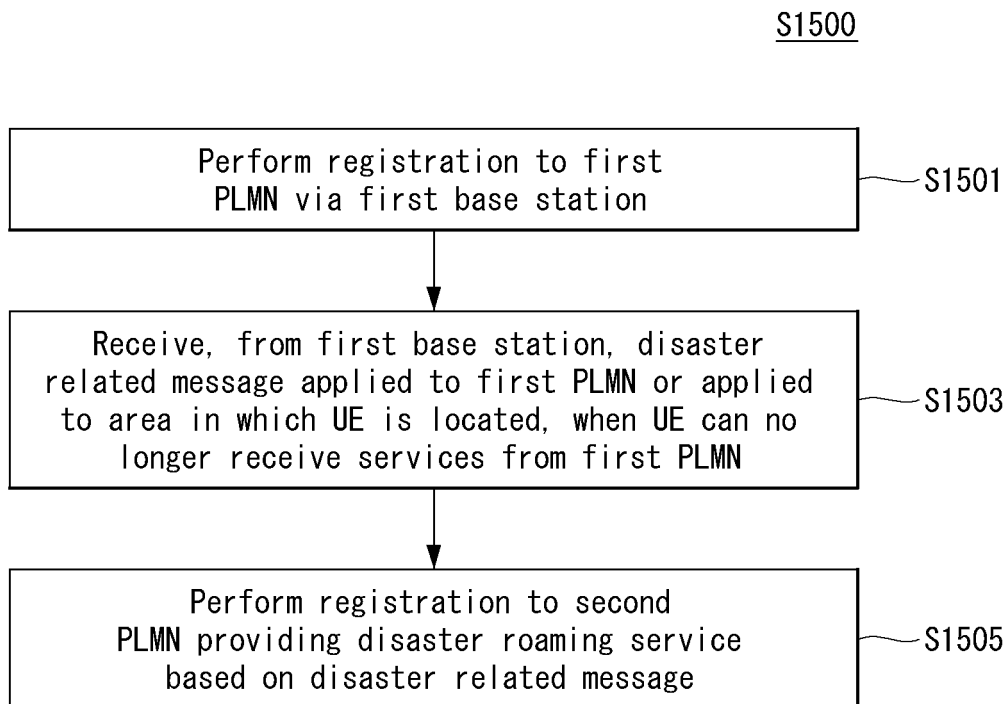 S1500
Perform registration to first
PLMN via first base station
S1501
Receive, from first base station, disaster
related message applied to first PLMN or applied
to area in which UE is located, when UE can no
longer receive services from first PLMN
S1503
Perform registration to second
PLMN providing disaster roaming service
based on disaster related message
S1505